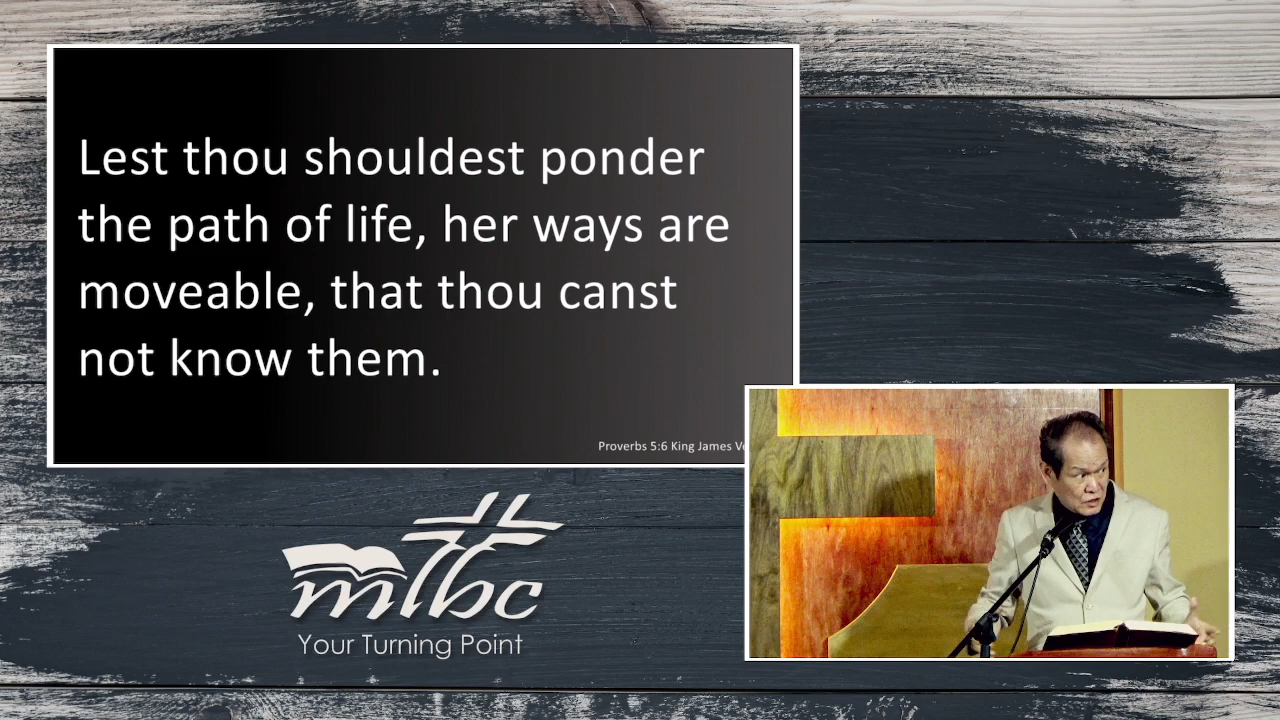 Lest thou shouldest ponder
the path of life, her ways are
moveable, that thou canst
not know them.
Proverbs 5:6 King James
mlbc
Your Turning Point